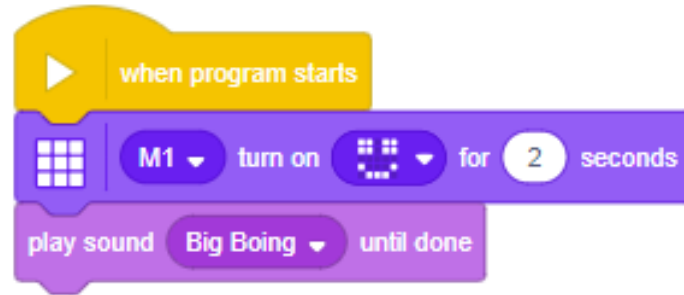 when program starts
M1 turn on for 2 seconds
play sound Big Boing until done